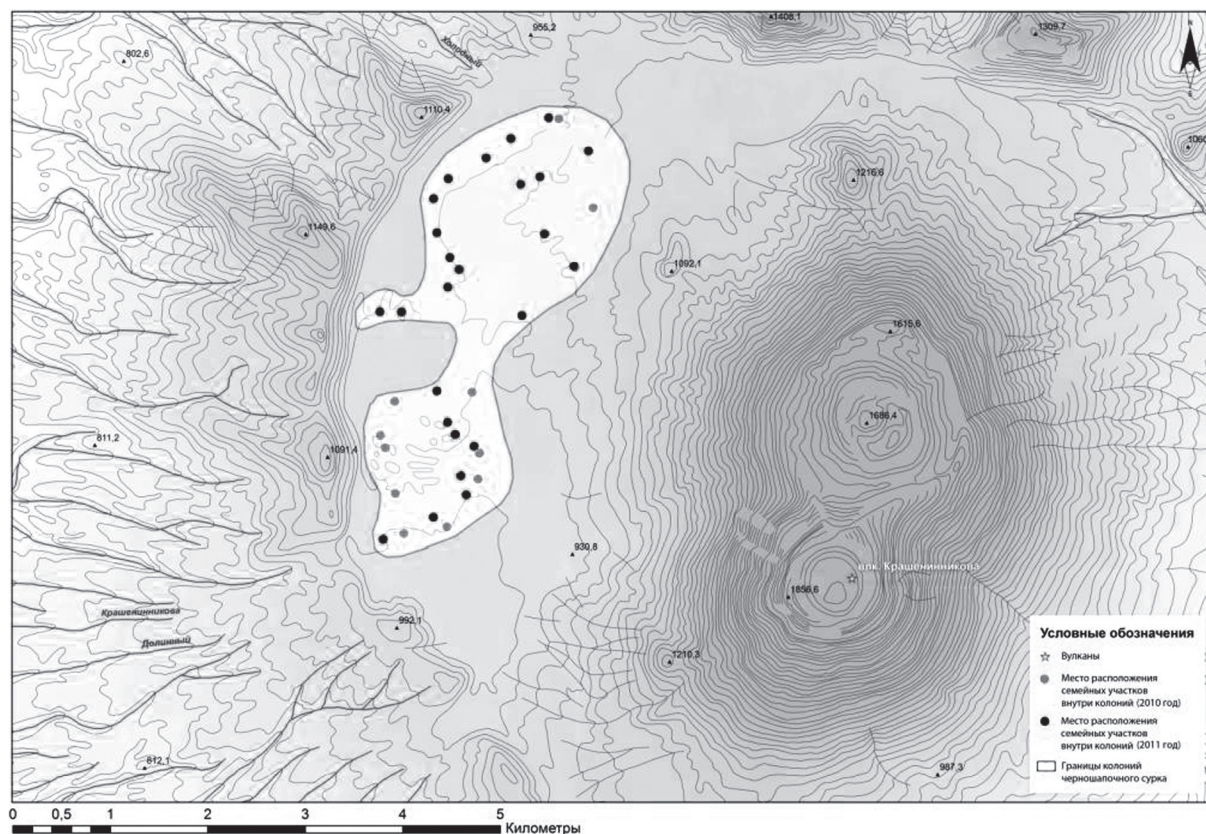 955,2
1408,1
1309,7
N
802,6
Холодный
1110,4
1060
1216,6
1149,6
1092,1
1615,6
1686,4
811,2
1091,4
930,8
влк. Крашенинникова
1856,6
Крашенинникова
992,1
Долинный
1210,3
812,1
987,3
Условные обозначения
Вулканы
Место расположения
семейных участков
внутри колоний (2010 год)
Место расположения
семейных участков
внутри колоний (2011 год)
Границы колоний
черношапочного сурка
0 0,5 1 2 3 4 5
Километры